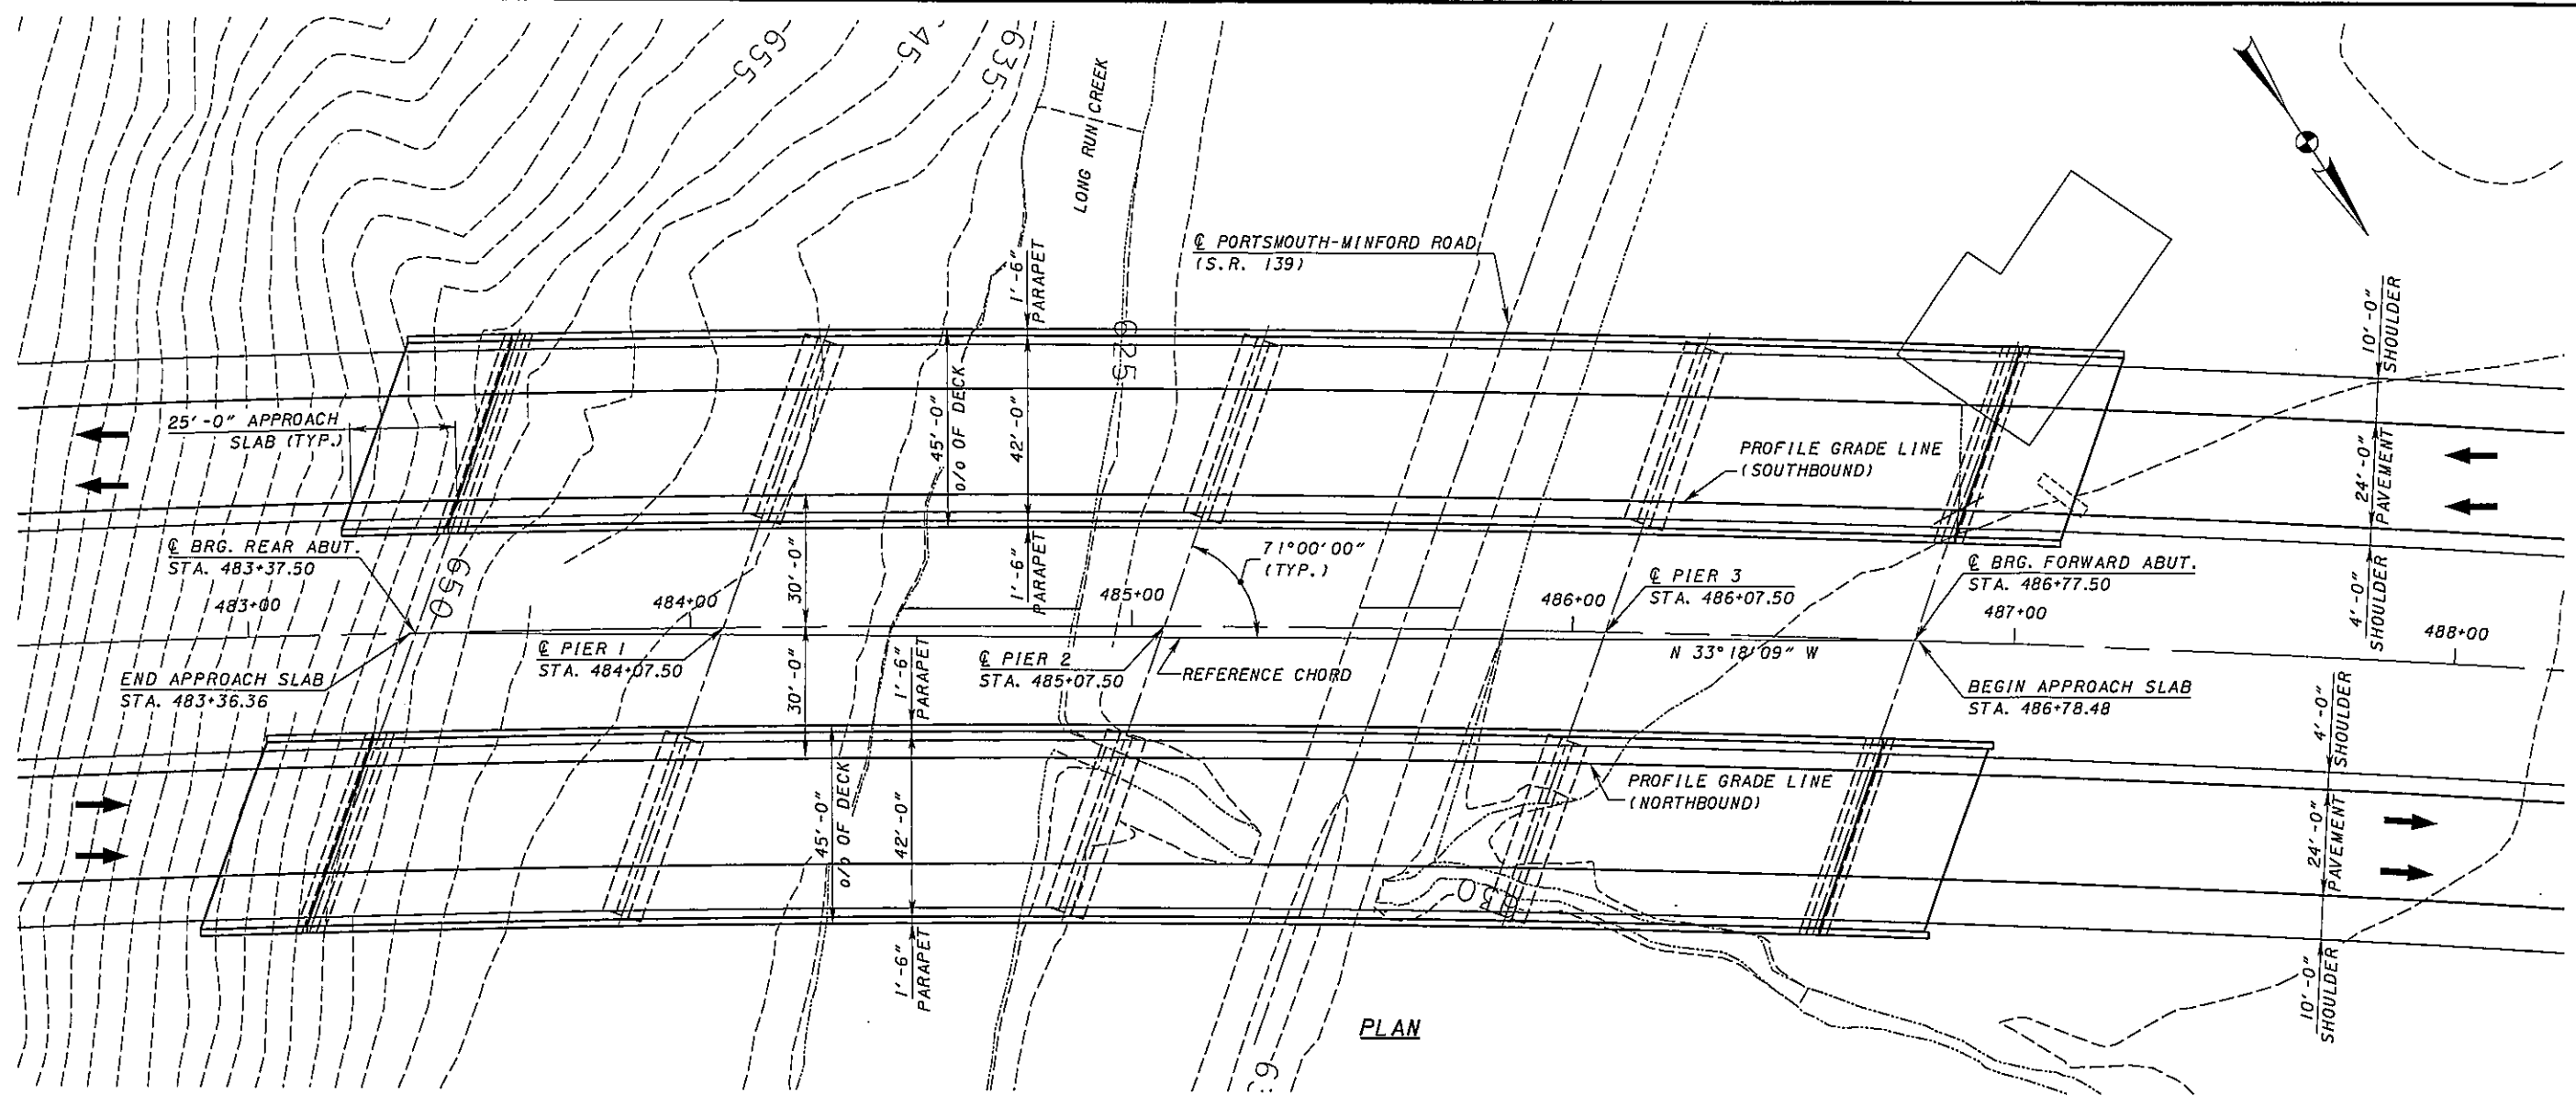 655
645
635
LONG RUN CREEK
℄ PORTSMOUTH-MINFORD ROAD
(S.R. 139)
1'-6"
PARAPET
625
10'-0"
SHOULDER
25'-0" APPROACH
SLAB (TYP.)
45'-0"
o/o OF DECK
42'-0"
PROFILE GRADE LINE
(SOUTHBOUND)
24'-0"
PAVEMENT
℄ BRG. REAR ABUT.
STA. 483+37.50
650
30'-0"
1'-6"
PARAPET
71°00'00"
(TYP.)
℄ PIER 3
STA. 486+07.50
℄ BRG. FORWARD ABUT.
STA. 486+77.50
4'-0"
SHOULDER
483+00
484+00
485+00
486+00
487+00
488+00
℄ PIER 1
STA. 484+07.50
℄ PIER 2
STA. 485+07.50
REFERENCE CHORD
N 33°18'09" W
END APPROACH SLAB
STA. 483+36.36
BEGIN APPROACH SLAB
STA. 486+78.48
30'-0"
1'-6"
PARAPET
4'-0"
SHOULDER
45'-0"
o/o OF DECK
42'-0"
PROFILE GRADE LINE
(NORTHBOUND)
24'-0"
PAVEMENT
630
1'-6"
PARAPET
10'-0"
SHOULDER
PLAN